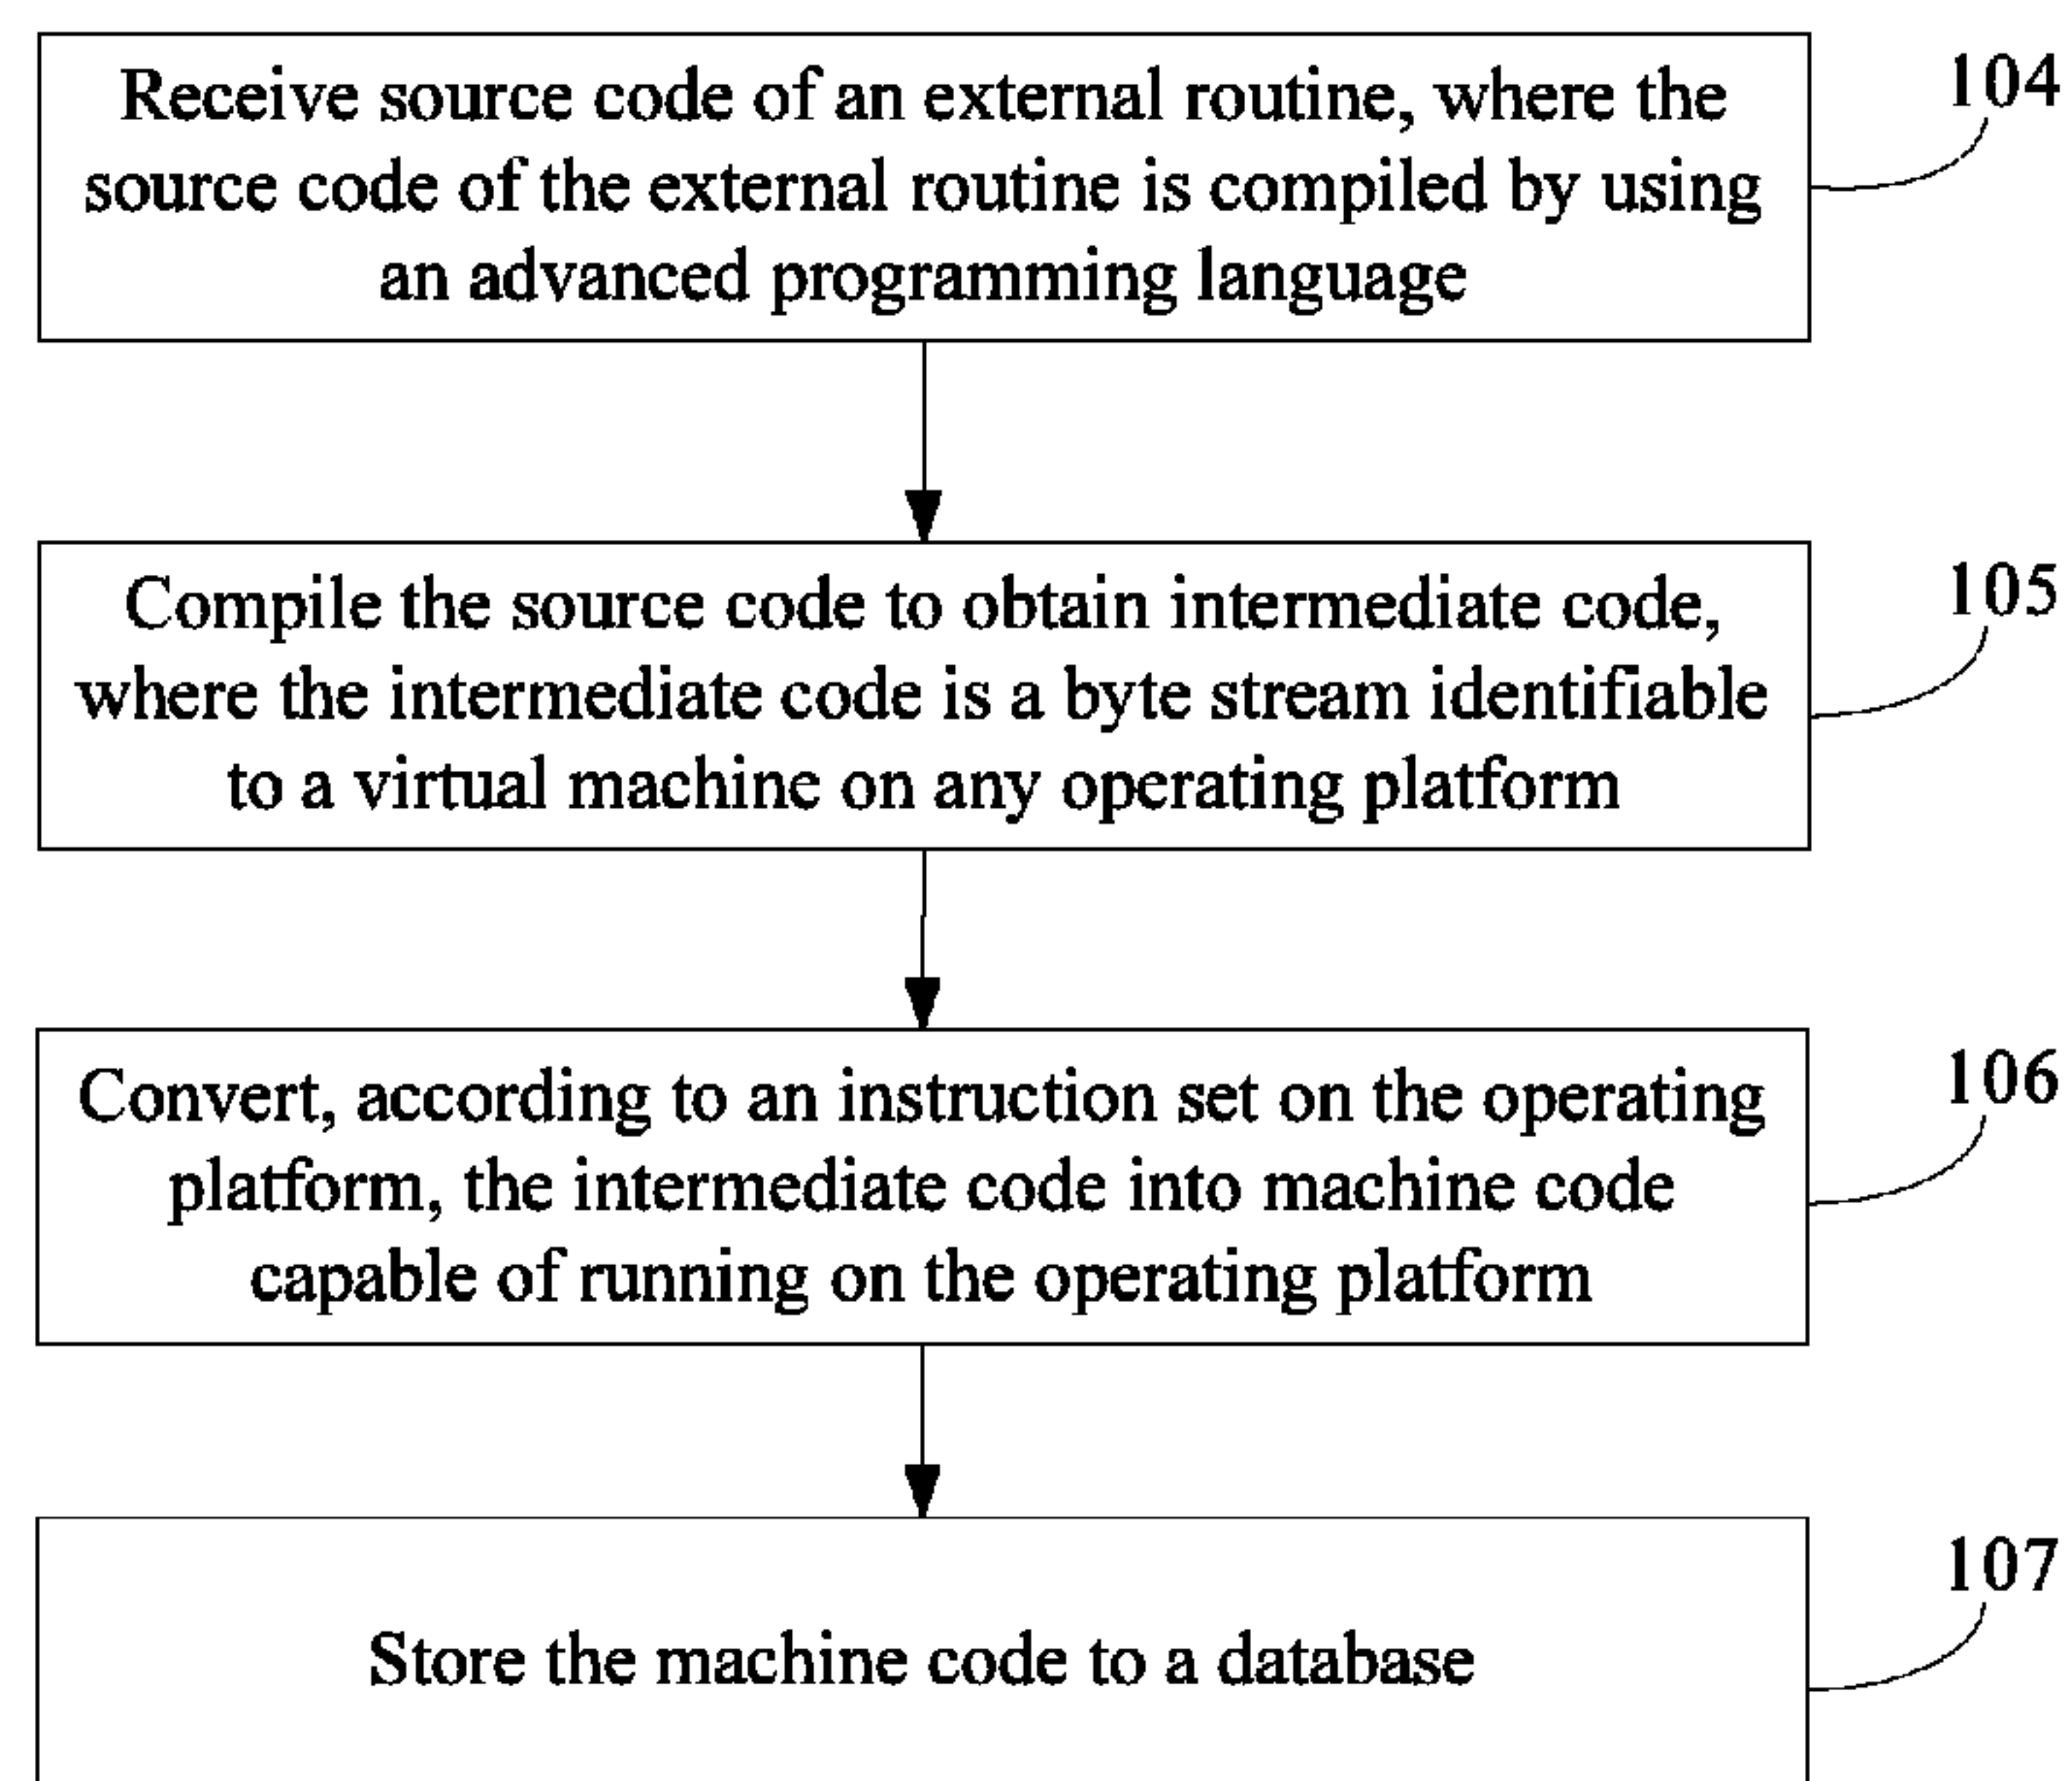 Receive source code of an external routine, where the
source code of the external routine is compiled by using
an advanced programming language
104
Compile the source code to obtain intermediate code,
where the intermediate code is a byte stream identifiable
to a virtual machine on any operating platform
105
Convert, according to an instruction set on the operating
platform, the intermediate code into machine code
capable of running on the operating platform
106
Store the machine code to a database
107